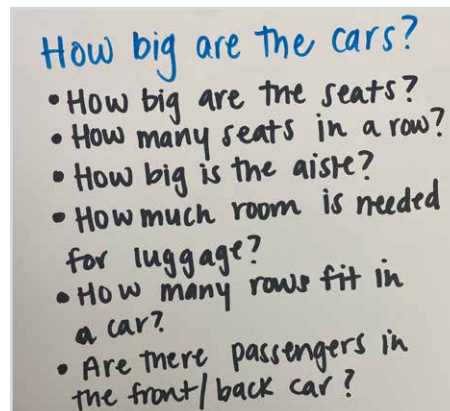 How big are the cars?
• How big are the seats?
• How many seats in a row?
• How big is the aisle?
• How much room is needed
for luggage?
• How many rows fit in
a car?
• Are there passengers in
the front/back car?